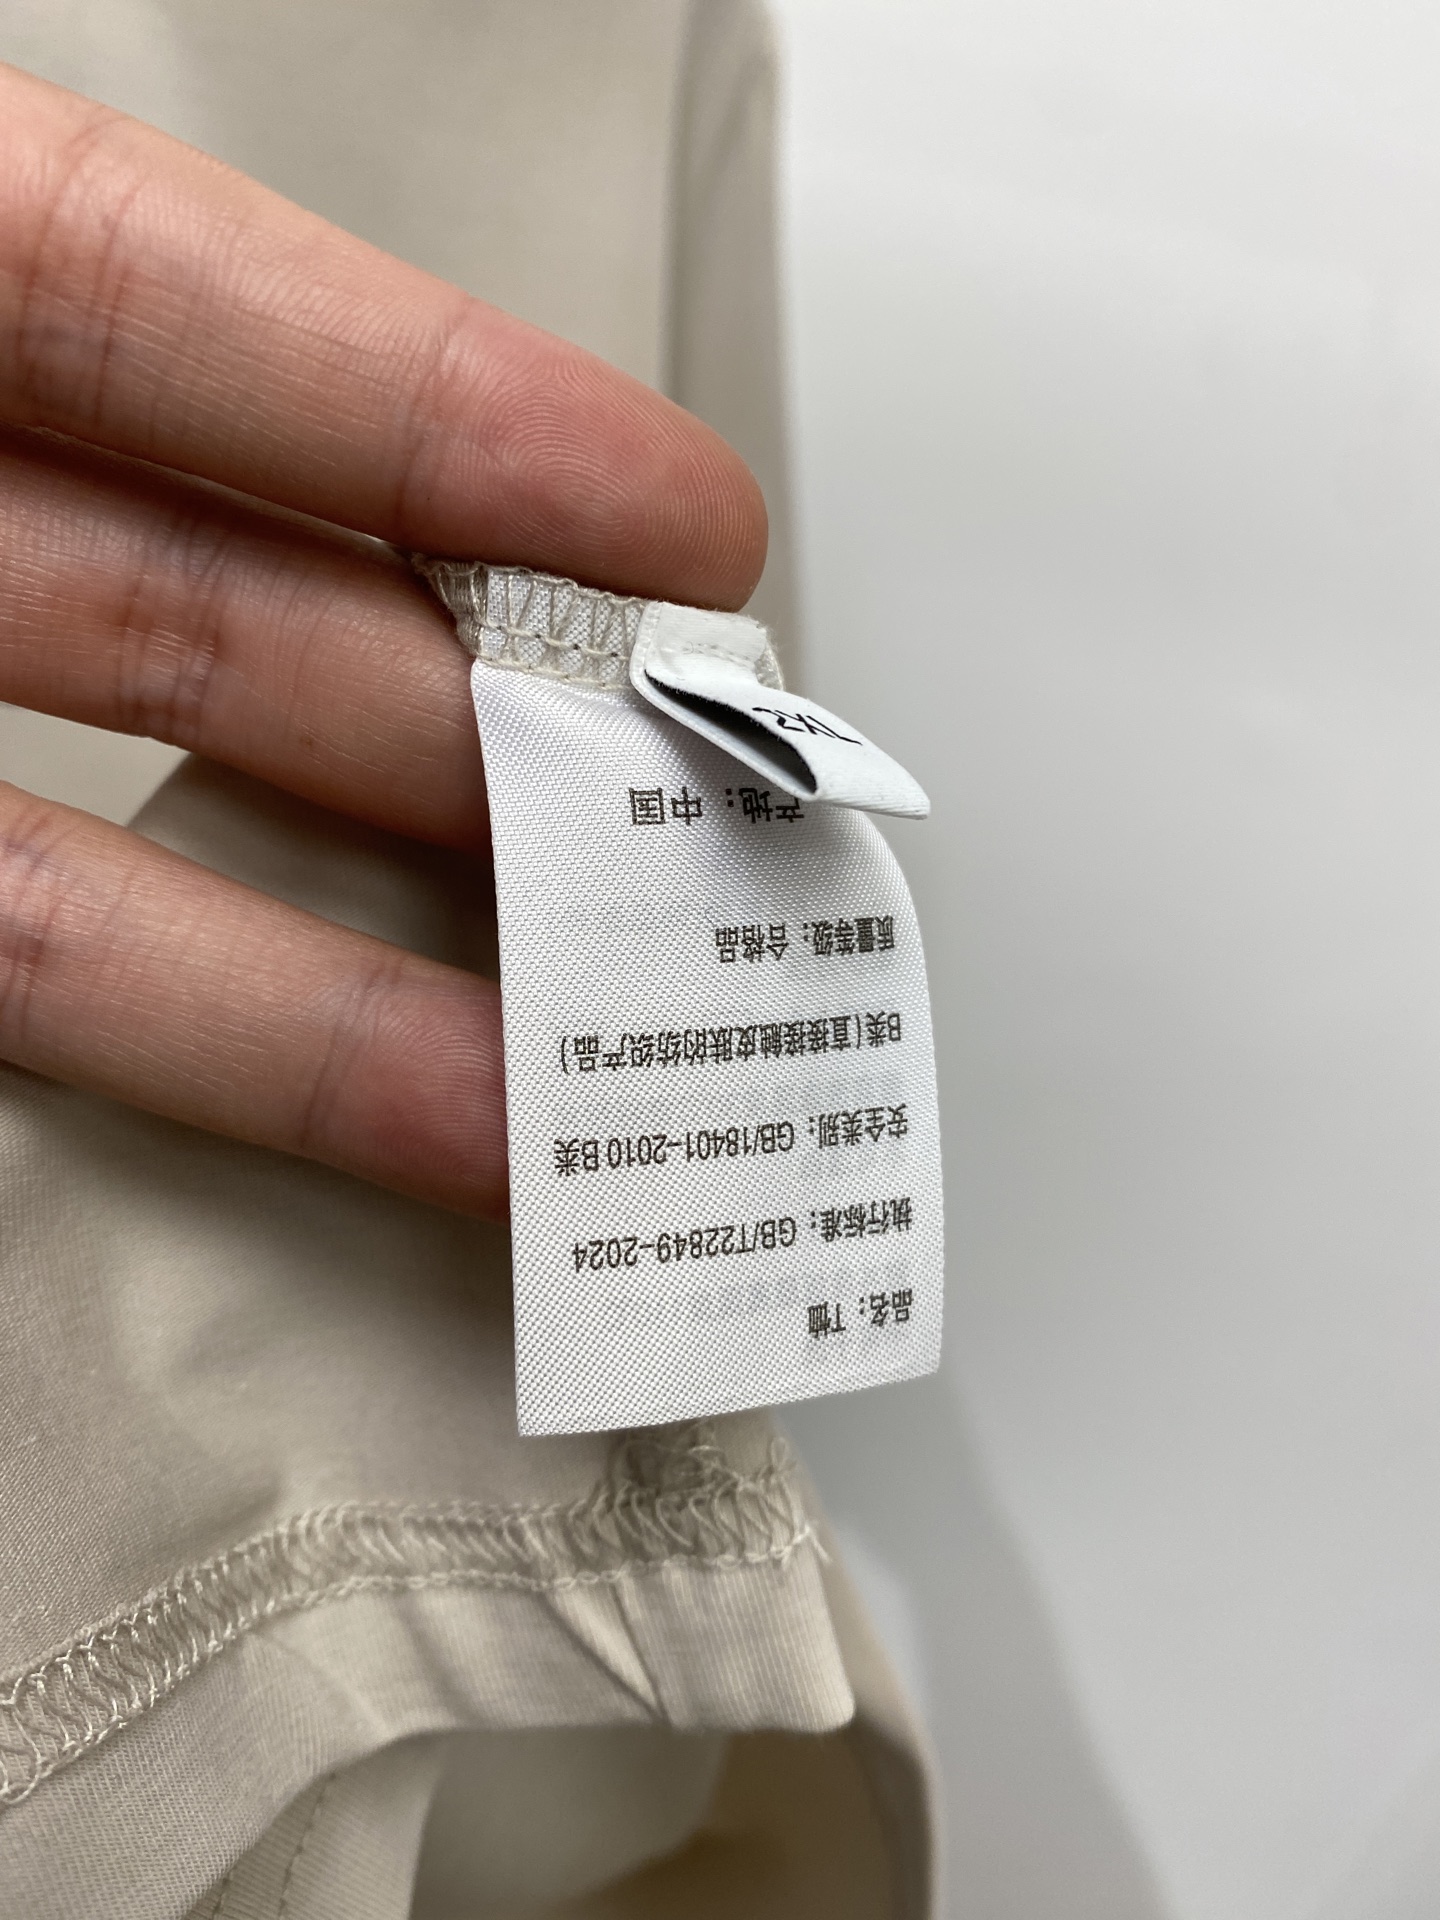 品名：T恤
执行标准：GB/T22849-2024
安全类别：GB/18401-2010 B类
B类(直接接触皮肤的纺织产品)
质量等级：合格品
产地：中国